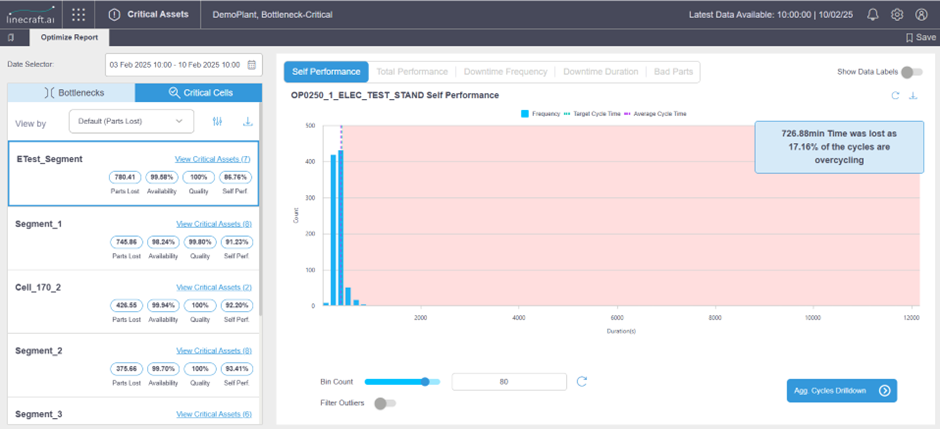 linecraft.ai
Critical Assets
DemoPlant, Bottleneck-Critical
Latest Data Available: 10:00:00 | 10/02/25
Optimize Report
Save
Date Selector:
03 Feb 2025 10:00 - 10 Feb 2025 10:00
Bottlenecks
Critical Cells
View by
Default (Parts Lost)
ETest_Segment
View Critical Assets (7)
780.41 99.58% 100% 86.76%
Parts Lost Availability Quality Self Perf.
Segment_1
View Critical Assets (8)
745.86 98.24% 99.80% 91.23%
Parts Lost Availability Quality Self Perf.
Cell_170_2
View Critical Assets (2)
426.55 99.94% 100% 92.20%
Parts Lost Availability Quality Self Perf.
Segment_2
View Critical Assets (8)
375.66 99.70% 100% 93.41%
Parts Lost Availability Quality Self Perf.
Segment_3
View Critical Assets (6)
Self Performance
Total Performance
Downtime Frequency
Downtime Duration
Bad Parts
Show Data Labels
OP0250_1_ELEC_TEST_STAND Self Performance
Frequency Target Cycle Time Average Cycle Time
726.88min Time was lost as
17.16% of the cycles are
overcycling
500
400
300
200
100
0
Count
2000 4000 6000 8000 10000 12000
Duration(s)
Bin Count
80
Filter Outliers
Agg. Cycles Drilldown